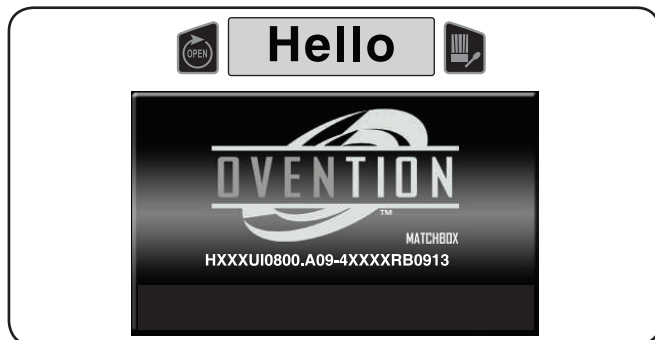 OPEN
Hello
OVENTION
TM
MATCHBOX
HXXXUI0800.A09-4XXXXRB0913